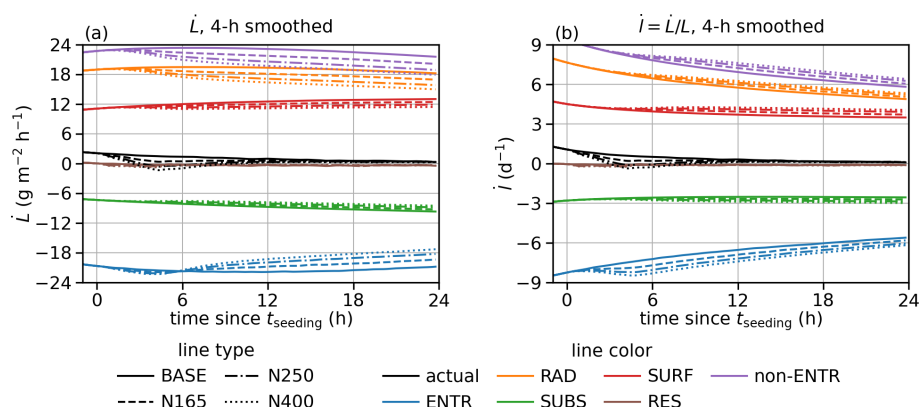 L̇, 4-h smoothed
(a)
24
18
12
6
0
−6
−12
−18
−24
L̇ (g m⁻² h⁻¹)
0 6 12 18 24
time since t_seeding (h)
l̇ = L̇/L, 4-h smoothed
(b)
9
6
3
0
−3
−6
−9
l̇ (d⁻¹)
0 6 12 18 24
time since t_seeding (h)
line type
BASE N250
N165 N400
line color
actual RAD SURF non-ENTR
ENTR SUBS RES